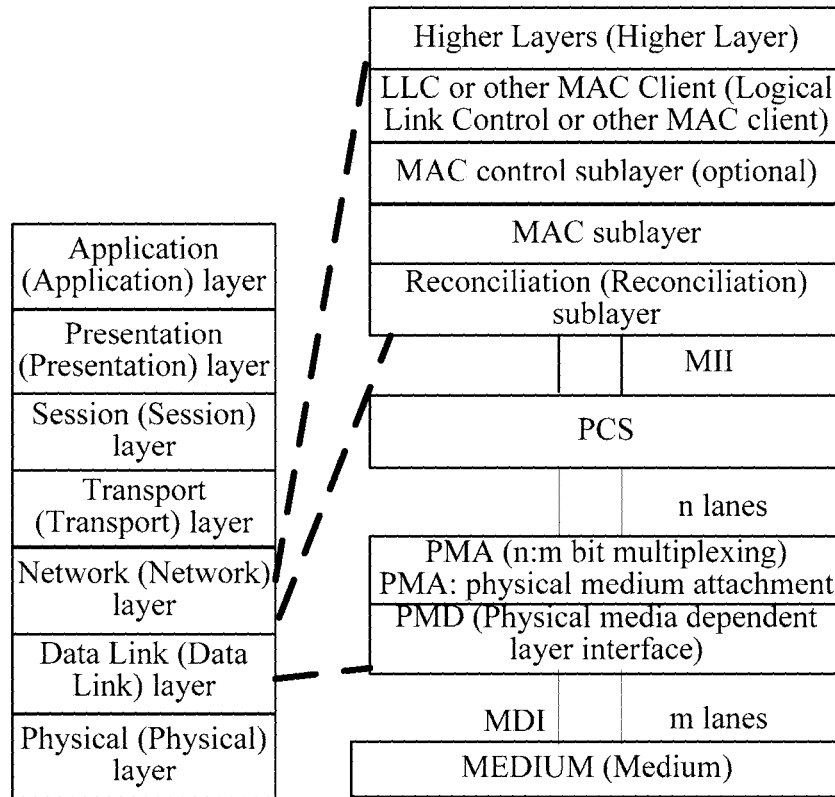 Application
(Application) layer
Presentation
(Presentation) layer
Session (Session)
layer
Transport
(Transport) layer
Network (Network)
layer
Data Link (Data
Link) layer
Physical (Physical)
layer
Higher Layers (Higher Layer)
LLC or other MAC Client (Logical
Link Control or other MAC client)
MAC control sublayer (optional)
MAC sublayer
Reconciliation (Reconciliation)
sublayer
MII
PCS
n lanes
PMA (n:m bit multiplexing)
PMA: physical medium attachment
PMD (Physical media dependent
layer interface)
MDI
m lanes
MEDIUM (Medium)